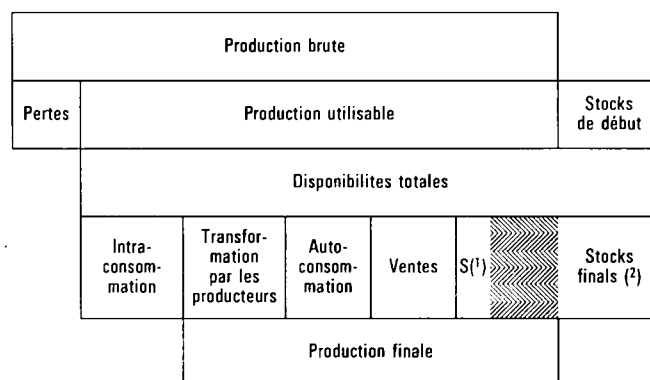 Production brute
Pertes
Production utilisable
Stocks
de début
Disponibilites totales
Intra-
consom-
mation
Transfor-
mation
par les
producteurs
Auto-
consom-
mation
Ventes
S(¹)
Stocks
finals (²)
Production finale